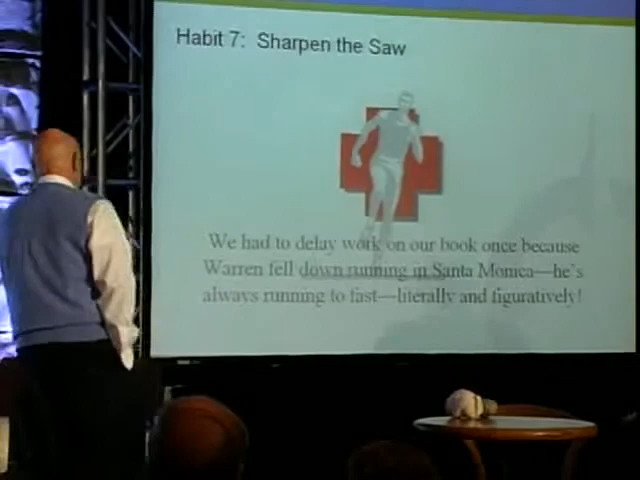 Habit 7: Sharpen the Saw
We had to delay work on our book once because
Warren fell down running in Santa Monica—he's
always running to fast—literally and figuratively!